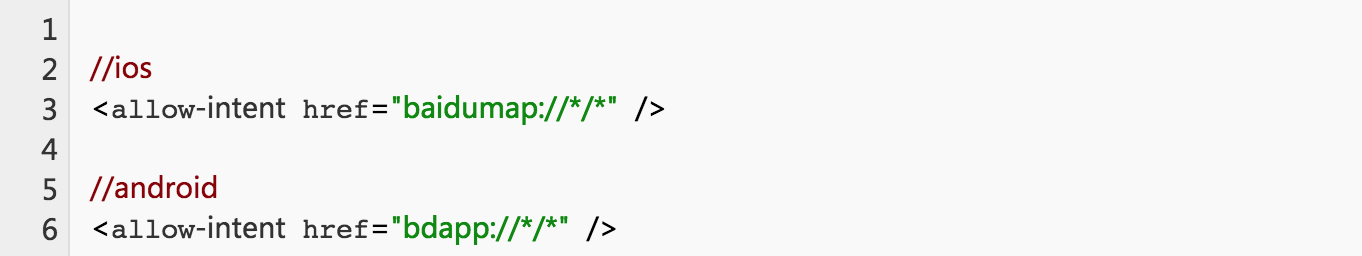 1
2 //ios
3 <allow-intent href="baidumap://*/*" />
4
5 //android
6 <allow-intent href="bdapp://*/*" />